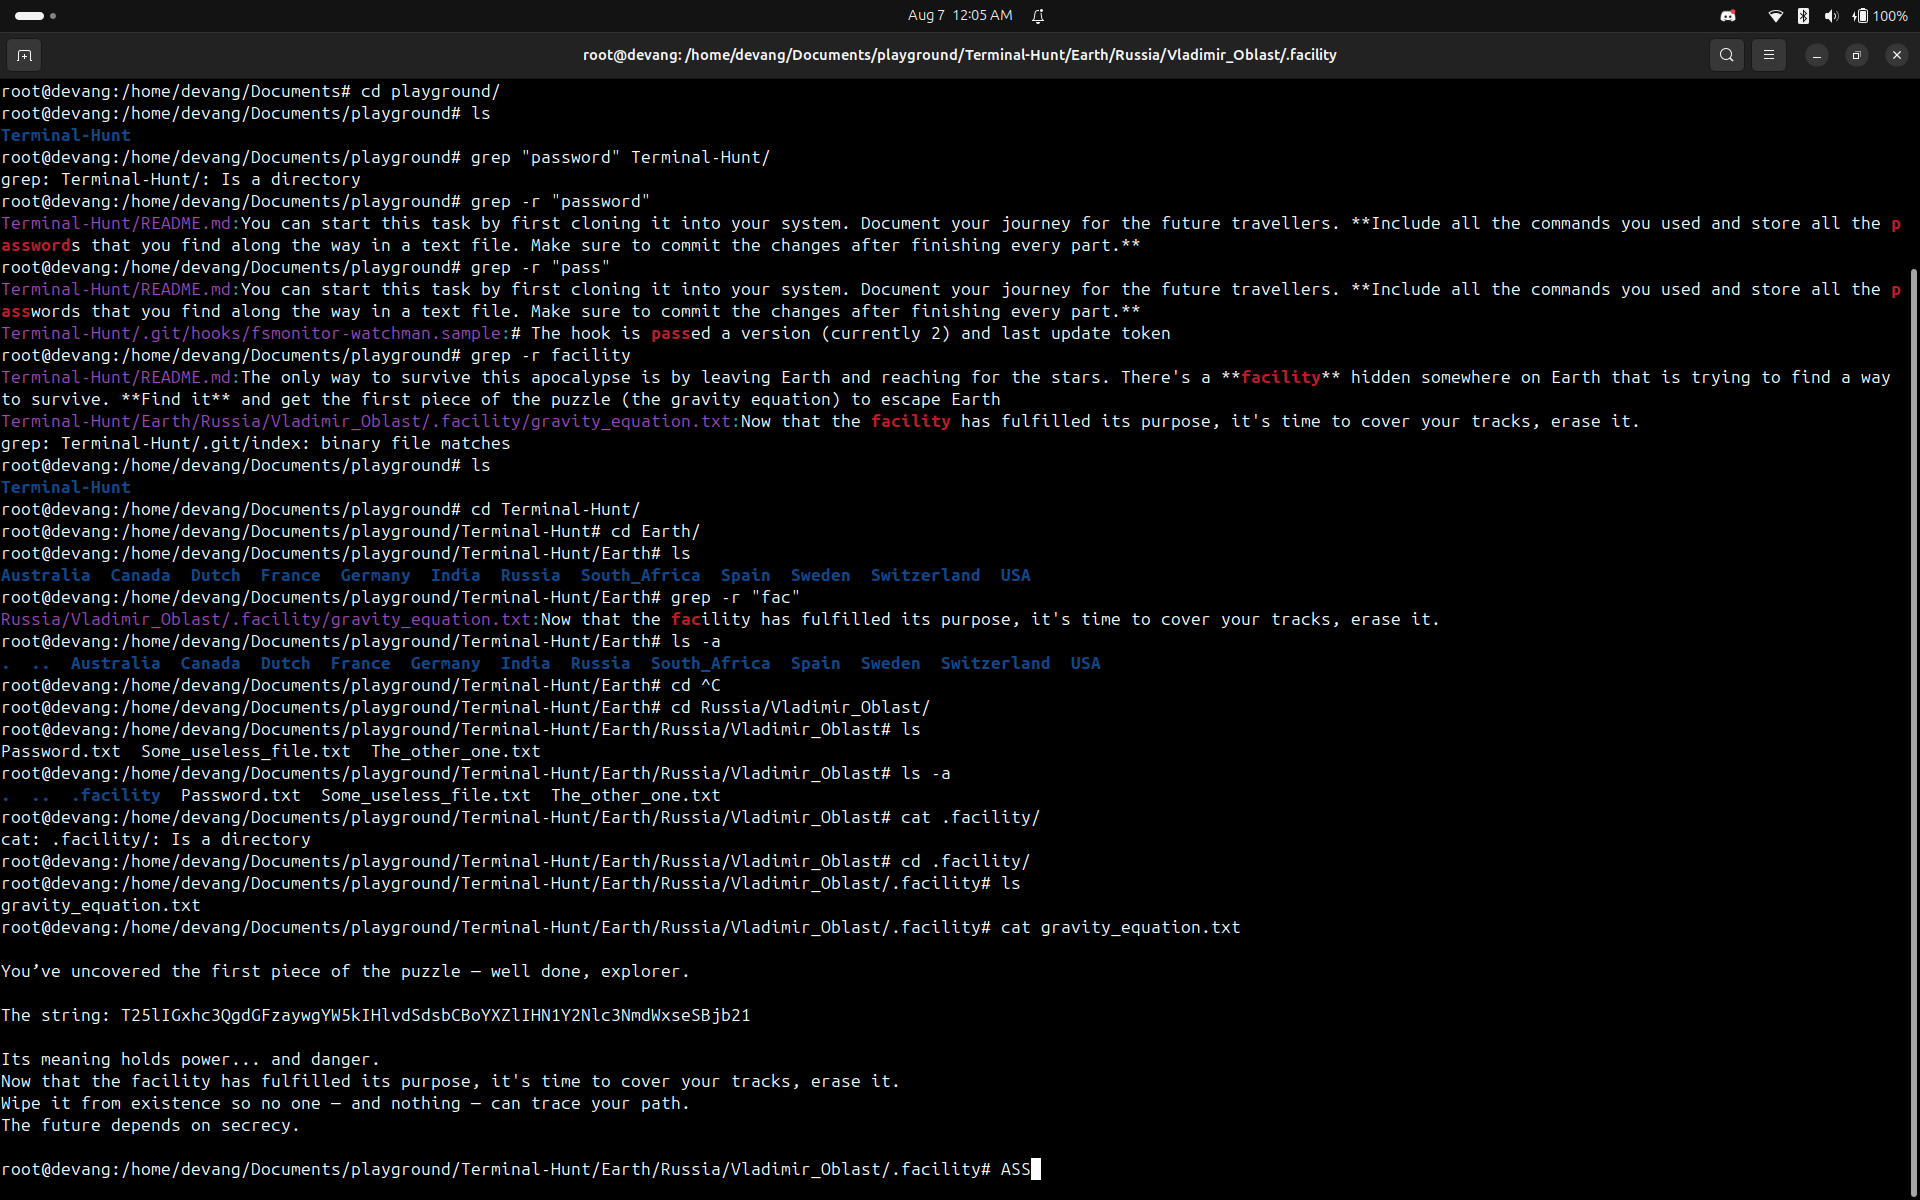 Aug 7 12:05 AM
100%
root@devang: /home/devang/Documents/playground/Terminal-Hunt/Earth/Russia/Vladimir_Oblast/.facility
root@devang:/home/devang/Documents# cd playground/
root@devang:/home/devang/Documents/playground# ls
Terminal-Hunt
root@devang:/home/devang/Documents/playground# grep "password" Terminal-Hunt/
grep: Terminal-Hunt/: Is a directory
root@devang:/home/devang/Documents/playground# grep -r "password"
Terminal-Hunt/README.md:You can start this task by first cloning it into your system. Document your journey for the future travellers. **Include all the commands you used and store all the p
asswords that you find along the way in a text file. Make sure to commit the changes after finishing every part.**
root@devang:/home/devang/Documents/playground# grep -r "pass"
Terminal-Hunt/README.md:You can start this task by first cloning it into your system. Document your journey for the future travellers. **Include all the commands you used and store all the p
asswords that you find along the way in a text file. Make sure to commit the changes after finishing every part.**
Terminal-Hunt/.git/hooks/fsmonitor-watchman.sample:# The hook is passed a version (currently 2) and last update token
root@devang:/home/devang/Documents/playground# grep -r facility
Terminal-Hunt/README.md:The only way to survive this apocalypse is by leaving Earth and reaching for the stars. There's a **facility** hidden somewhere on Earth that is trying to find a way
to survive. **Find it** and get the first piece of the puzzle (the gravity equation) to escape Earth
Terminal-Hunt/Earth/Russia/Vladimir_Oblast/.facility/gravity_equation.txt:Now that the facility has fulfilled its purpose, it's time to cover your tracks, erase it.
grep: Terminal-Hunt/.git/index: binary file matches
root@devang:/home/devang/Documents/playground# ls
Terminal-Hunt
root@devang:/home/devang/Documents/playground# cd Terminal-Hunt/
root@devang:/home/devang/Documents/playground/Terminal-Hunt# cd Earth/
root@devang:/home/devang/Documents/playground/Terminal-Hunt/Earth# ls
Australia Canada Dutch France Germany India Russia South_Africa Spain Sweden Switzerland USA
root@devang:/home/devang/Documents/playground/Terminal-Hunt/Earth# grep -r "fac"
Russia/Vladimir_Oblast/.facility/gravity_equation.txt:Now that the facility has fulfilled its purpose, it's time to cover your tracks, erase it.
root@devang:/home/devang/Documents/playground/Terminal-Hunt/Earth# ls -a
. .. Australia Canada Dutch France Germany India Russia South_Africa Spain Sweden Switzerland USA
root@devang:/home/devang/Documents/playground/Terminal-Hunt/Earth# cd ^C
root@devang:/home/devang/Documents/playground/Terminal-Hunt/Earth# cd Russia/Vladimir_Oblast/
root@devang:/home/devang/Documents/playground/Terminal-Hunt/Earth/Russia/Vladimir_Oblast# ls
Password.txt Some_useless_file.txt The_other_one.txt
root@devang:/home/devang/Documents/playground/Terminal-Hunt/Earth/Russia/Vladimir_Oblast# ls -a
. .. .facility Password.txt Some_useless_file.txt The_other_one.txt
root@devang:/home/devang/Documents/playground/Terminal-Hunt/Earth/Russia/Vladimir_Oblast# cat .facility/
cat: .facility/: Is a directory
root@devang:/home/devang/Documents/playground/Terminal-Hunt/Earth/Russia/Vladimir_Oblast# cd .facility/
root@devang:/home/devang/Documents/playground/Terminal-Hunt/Earth/Russia/Vladimir_Oblast/.facility# ls
gravity_equation.txt
root@devang:/home/devang/Documents/playground/Terminal-Hunt/Earth/Russia/Vladimir_Oblast/.facility# cat gravity_equation.txt
You’ve uncovered the first piece of the puzzle — well done, explorer.
The string: T25lIGxhc3QgdGFzaywgYW5kIHlvdSdsbCBoYXZlIHN1Y2Nlc3NmdWxseSBjb21
Its meaning holds power... and danger.
Now that the facility has fulfilled its purpose, it's time to cover your tracks, erase it.
Wipe it from existence so no one — and nothing — can trace your path.
The future depends on secrecy.
root@devang:/home/devang/Documents/playground/Terminal-Hunt/Earth/Russia/Vladimir_Oblast/.facility# ASS